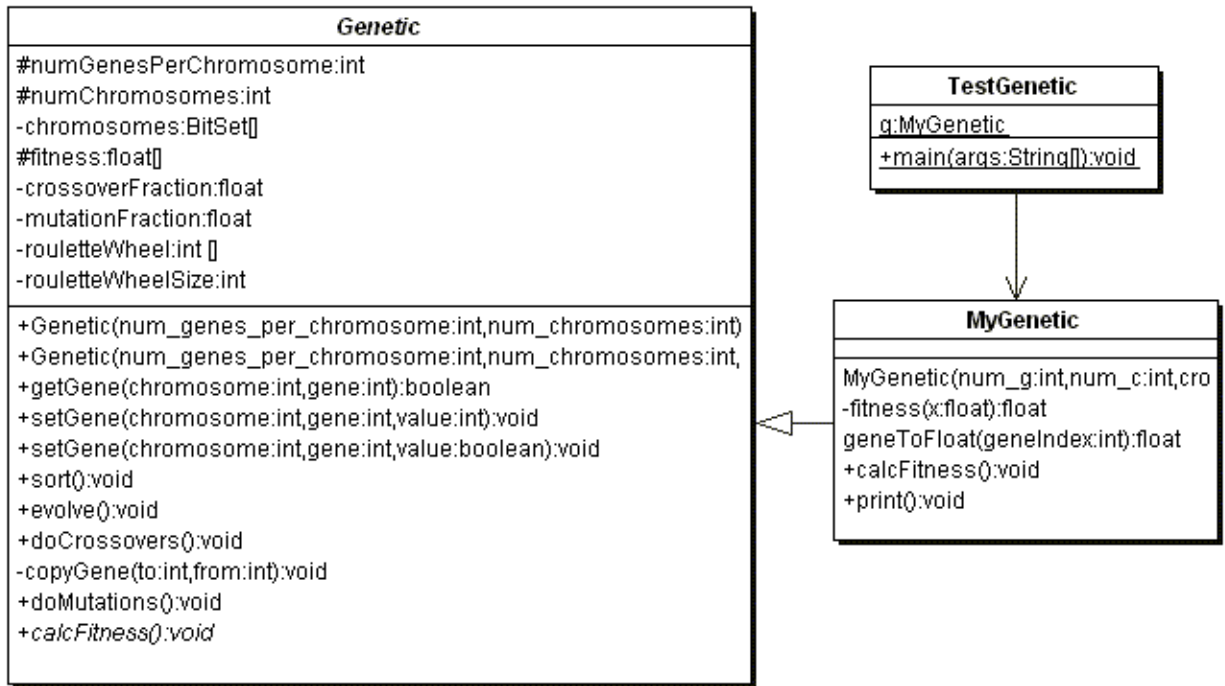 Genetic
#numGenesPerChromosome:int
#numChromosomes:int
-chromosomes:BitSet[]
#fitness:float[]
-crossoverFraction:float
-mutationFraction:float
-rouletteWheel:int []
-rouletteWheelSize:int
+Genetic(num_genes_per_chromosome:int,num_chromosomes:int)
+Genetic(num_genes_per_chromosome:int,num_chromosomes:int,
+getGene(chromosome:int,gene:int):boolean
+setGene(chromosome:int,gene:int,value:int):void
+setGene(chromosome:int,gene:int,value:boolean):void
+sort():void
+evolve():void
+doCrossovers():void
-copyGene(to:int,from:int):void
+doMutations():void
+calcFitness():void
TestGenetic
g:MyGenetic
+main(args:String[]):void
MyGenetic
MyGenetic(num_g:int,num_c:int,cro
-fitness(x:float):float
geneToFloat(geneIndex:int):float
+calcFitness():void
+print():void